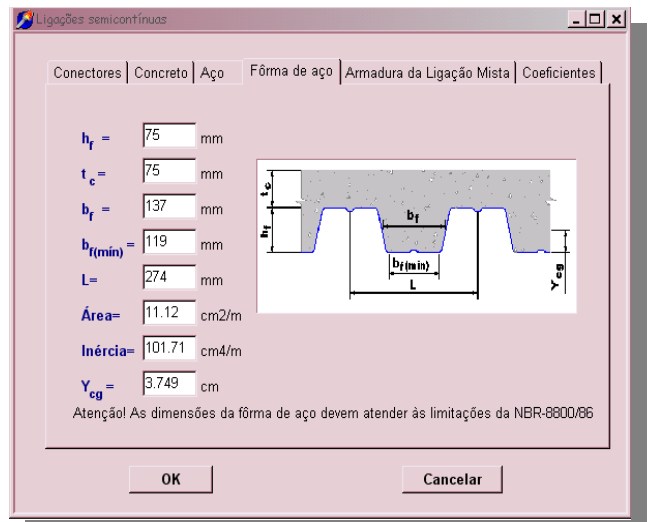 Ligações semicontínuas
Conectores Concreto Aço Fôrma de aço Armadura da Ligação Mista Coeficientes
hf = 75 mm
tc = 75 mm
bf = 137 mm
bf(mín) = 119 mm
L= 274 mm
Área= 11.12 cm2/m
Inércia= 101.71 cm4/m
Ycg = 3.749 cm
tc
hf
bf
bf(min)
L
Ycg
Atenção! As dimensões da fôrma de aço devem atender às limitações da NBR-8800/86
OK Cancelar